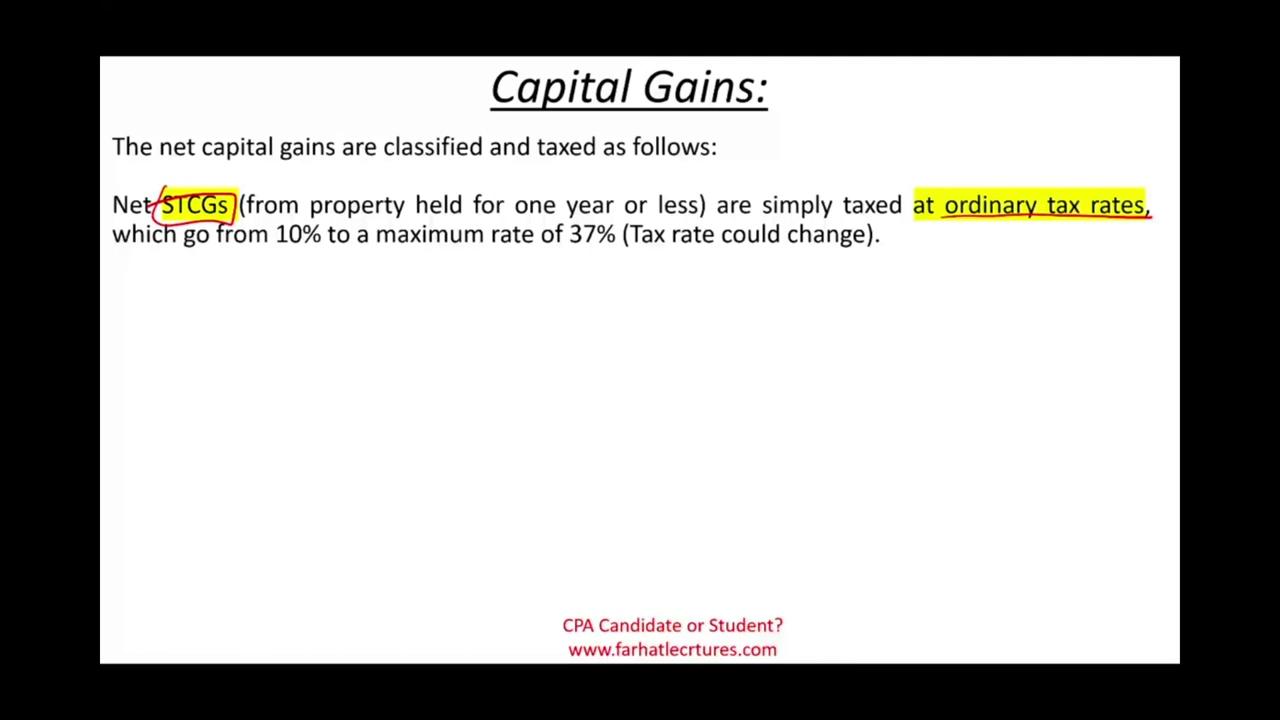 Capital Gains:
The net capital gains are classified and taxed as follows:
Net STCGs (from property held for one year or less) are simply taxed at ordinary tax rates,
which go from 10% to a maximum rate of 37% (Tax rate could change).
CPA Candidate or Student?
www.farhatlecrtures.com